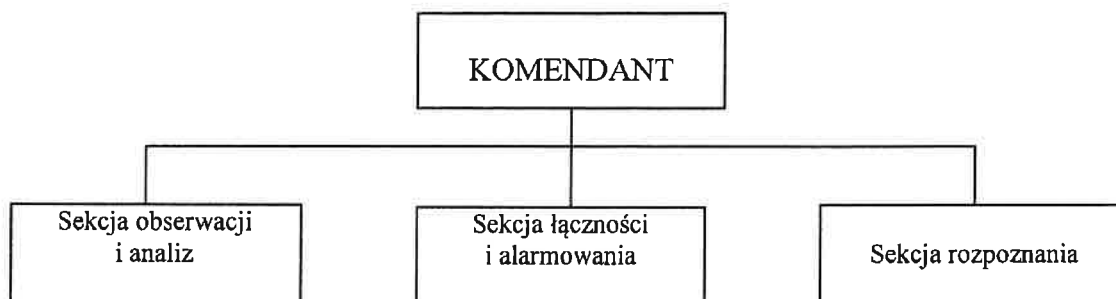 KOMENDANT
Sekcja obserwacji
i analiz
Sekcja łączności
i alarmowania
Sekcja rozpoznania